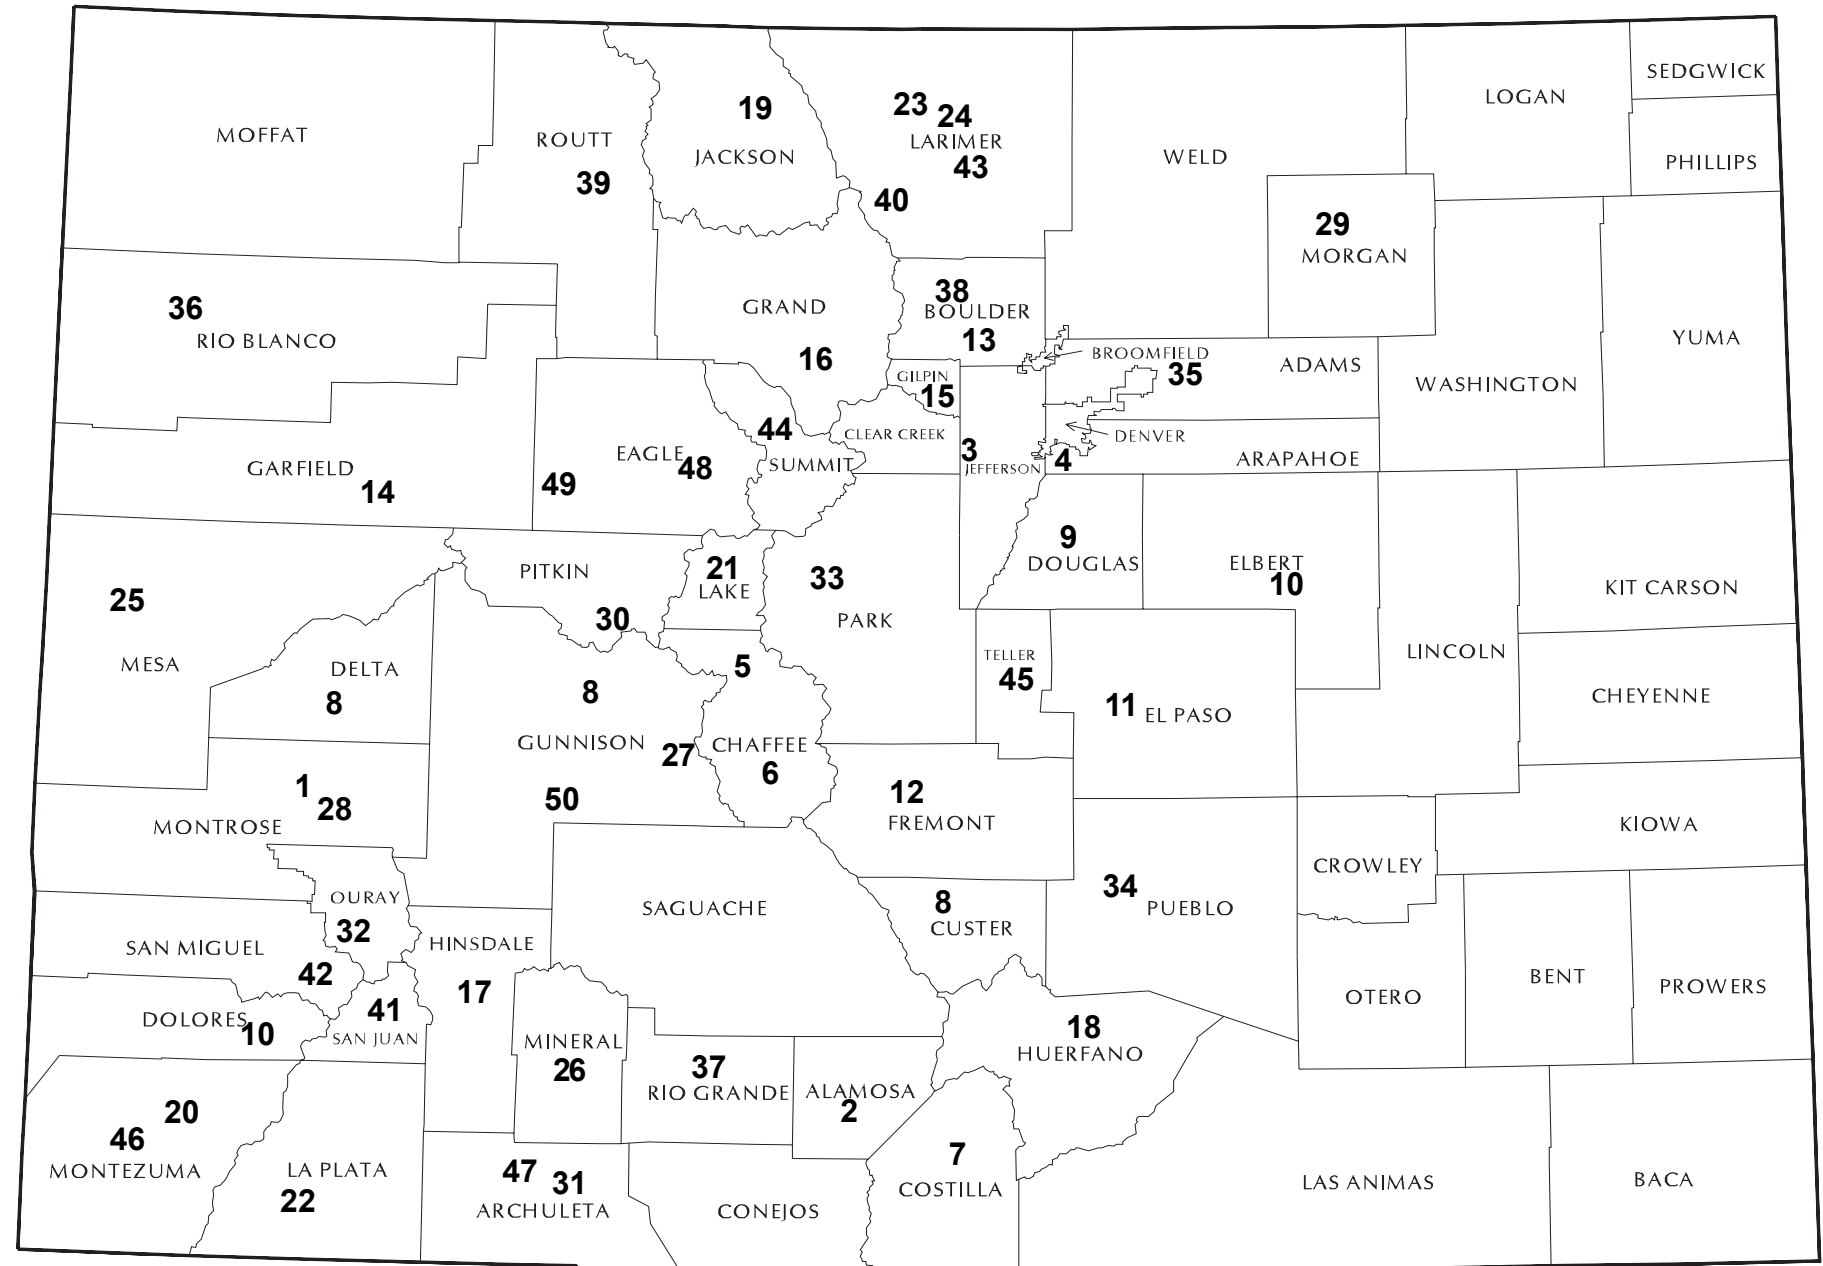 SEDGWICK
LOGAN
19
23
24
MOFFAT
ROUTT
JACKSON
LARIMER
WELD
PHILLIPS
43
39
40
29
MORGAN
36
RIO BLANCO
GRAND
38
BOULDER
13
YUMA
16
BROOMFIELD
35
ADAMS
GILPIN
15
WASHINGTON
44
CLEAR CREEK
DENVER
EAGLE
48
SUMMIT
3
JEFFERSON
4
ARAPAHOE
GARFIELD
14
49
9
DOUGLAS
ELBERT
10
PITKIN
21
LAKE
33
KIT CARSON
25
30
PARK
MESA
DELTA
8
5
TELLER
45
LINCOLN
8
11
EL PASO
CHEYENNE
GUNNISON
27
CHAFFEE
6
1
28
50
12
FREMONT
MONTROSE
KIOWA
CROWLEY
OURAY
32
SAGUACHE
8
CUSTER
34
PUEBLO
SAN MIGUEL
42
HINSDALE
17
BENT
PROWERS
OTERO
DOLORES
10
41
SAN JUAN
MINERAL
26
18
HUERFANO
37
RIO GRANDE
ALAMOSA
2
20
46
MONTEZUMA
LA PLATA
22
47
31
ARCHULETA
CONEJOS
7
COSTILLA
LAS ANIMAS
BACA